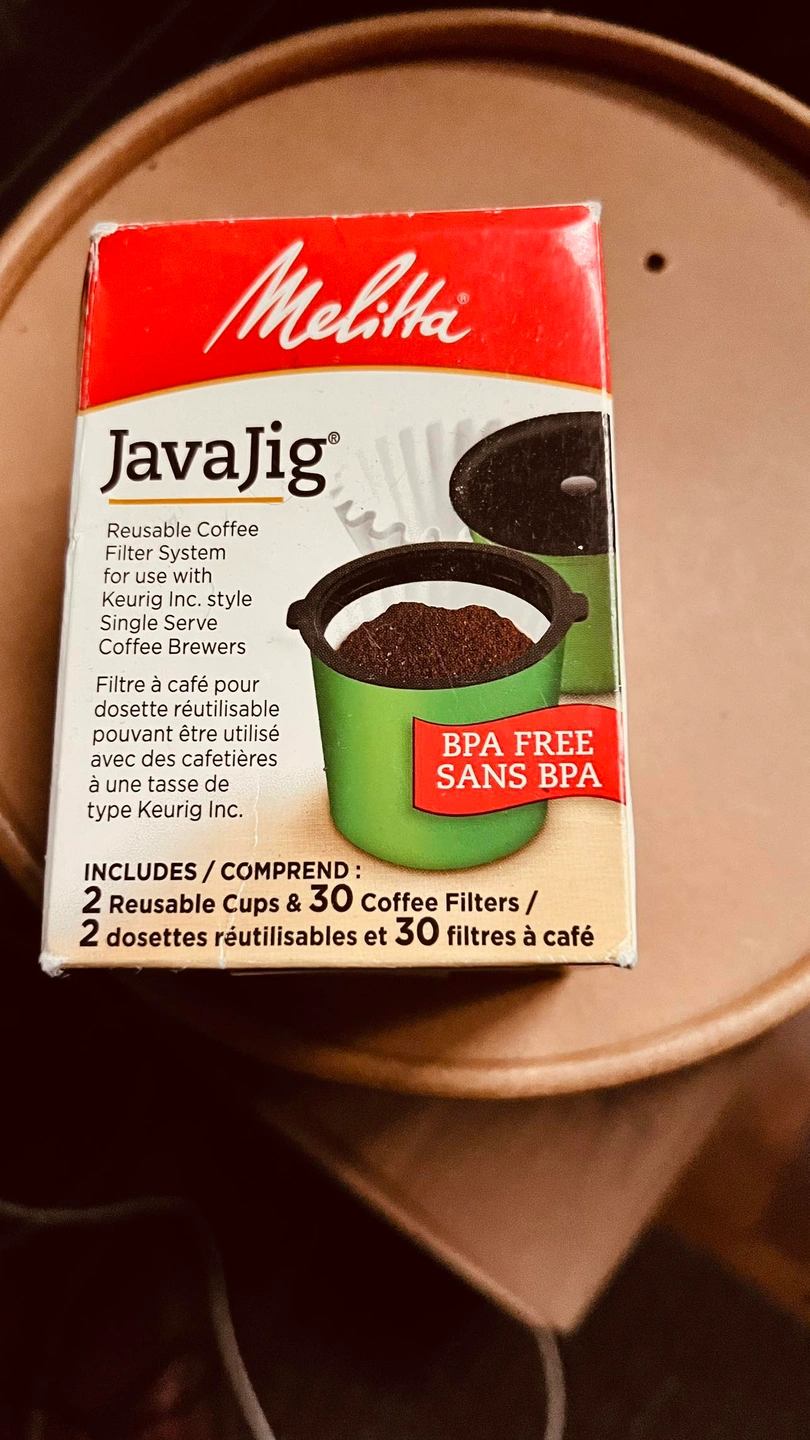 Melitta®
JavaJig®
Reusable Coffee
Filter System
for use with
Keurig Inc. style
Single Serve
Coffee Brewers
Filtre à café pour
dosette réutilisable
pouvant être utilisé
avec des cafetières
à une tasse de
type Keurig Inc.
BPA FREE
SANS BPA
INCLUDES / COMPREND :
2 Reusable Cups & 30 Coffee Filters /
2 dosettes réutilisables et 30 filtres à café